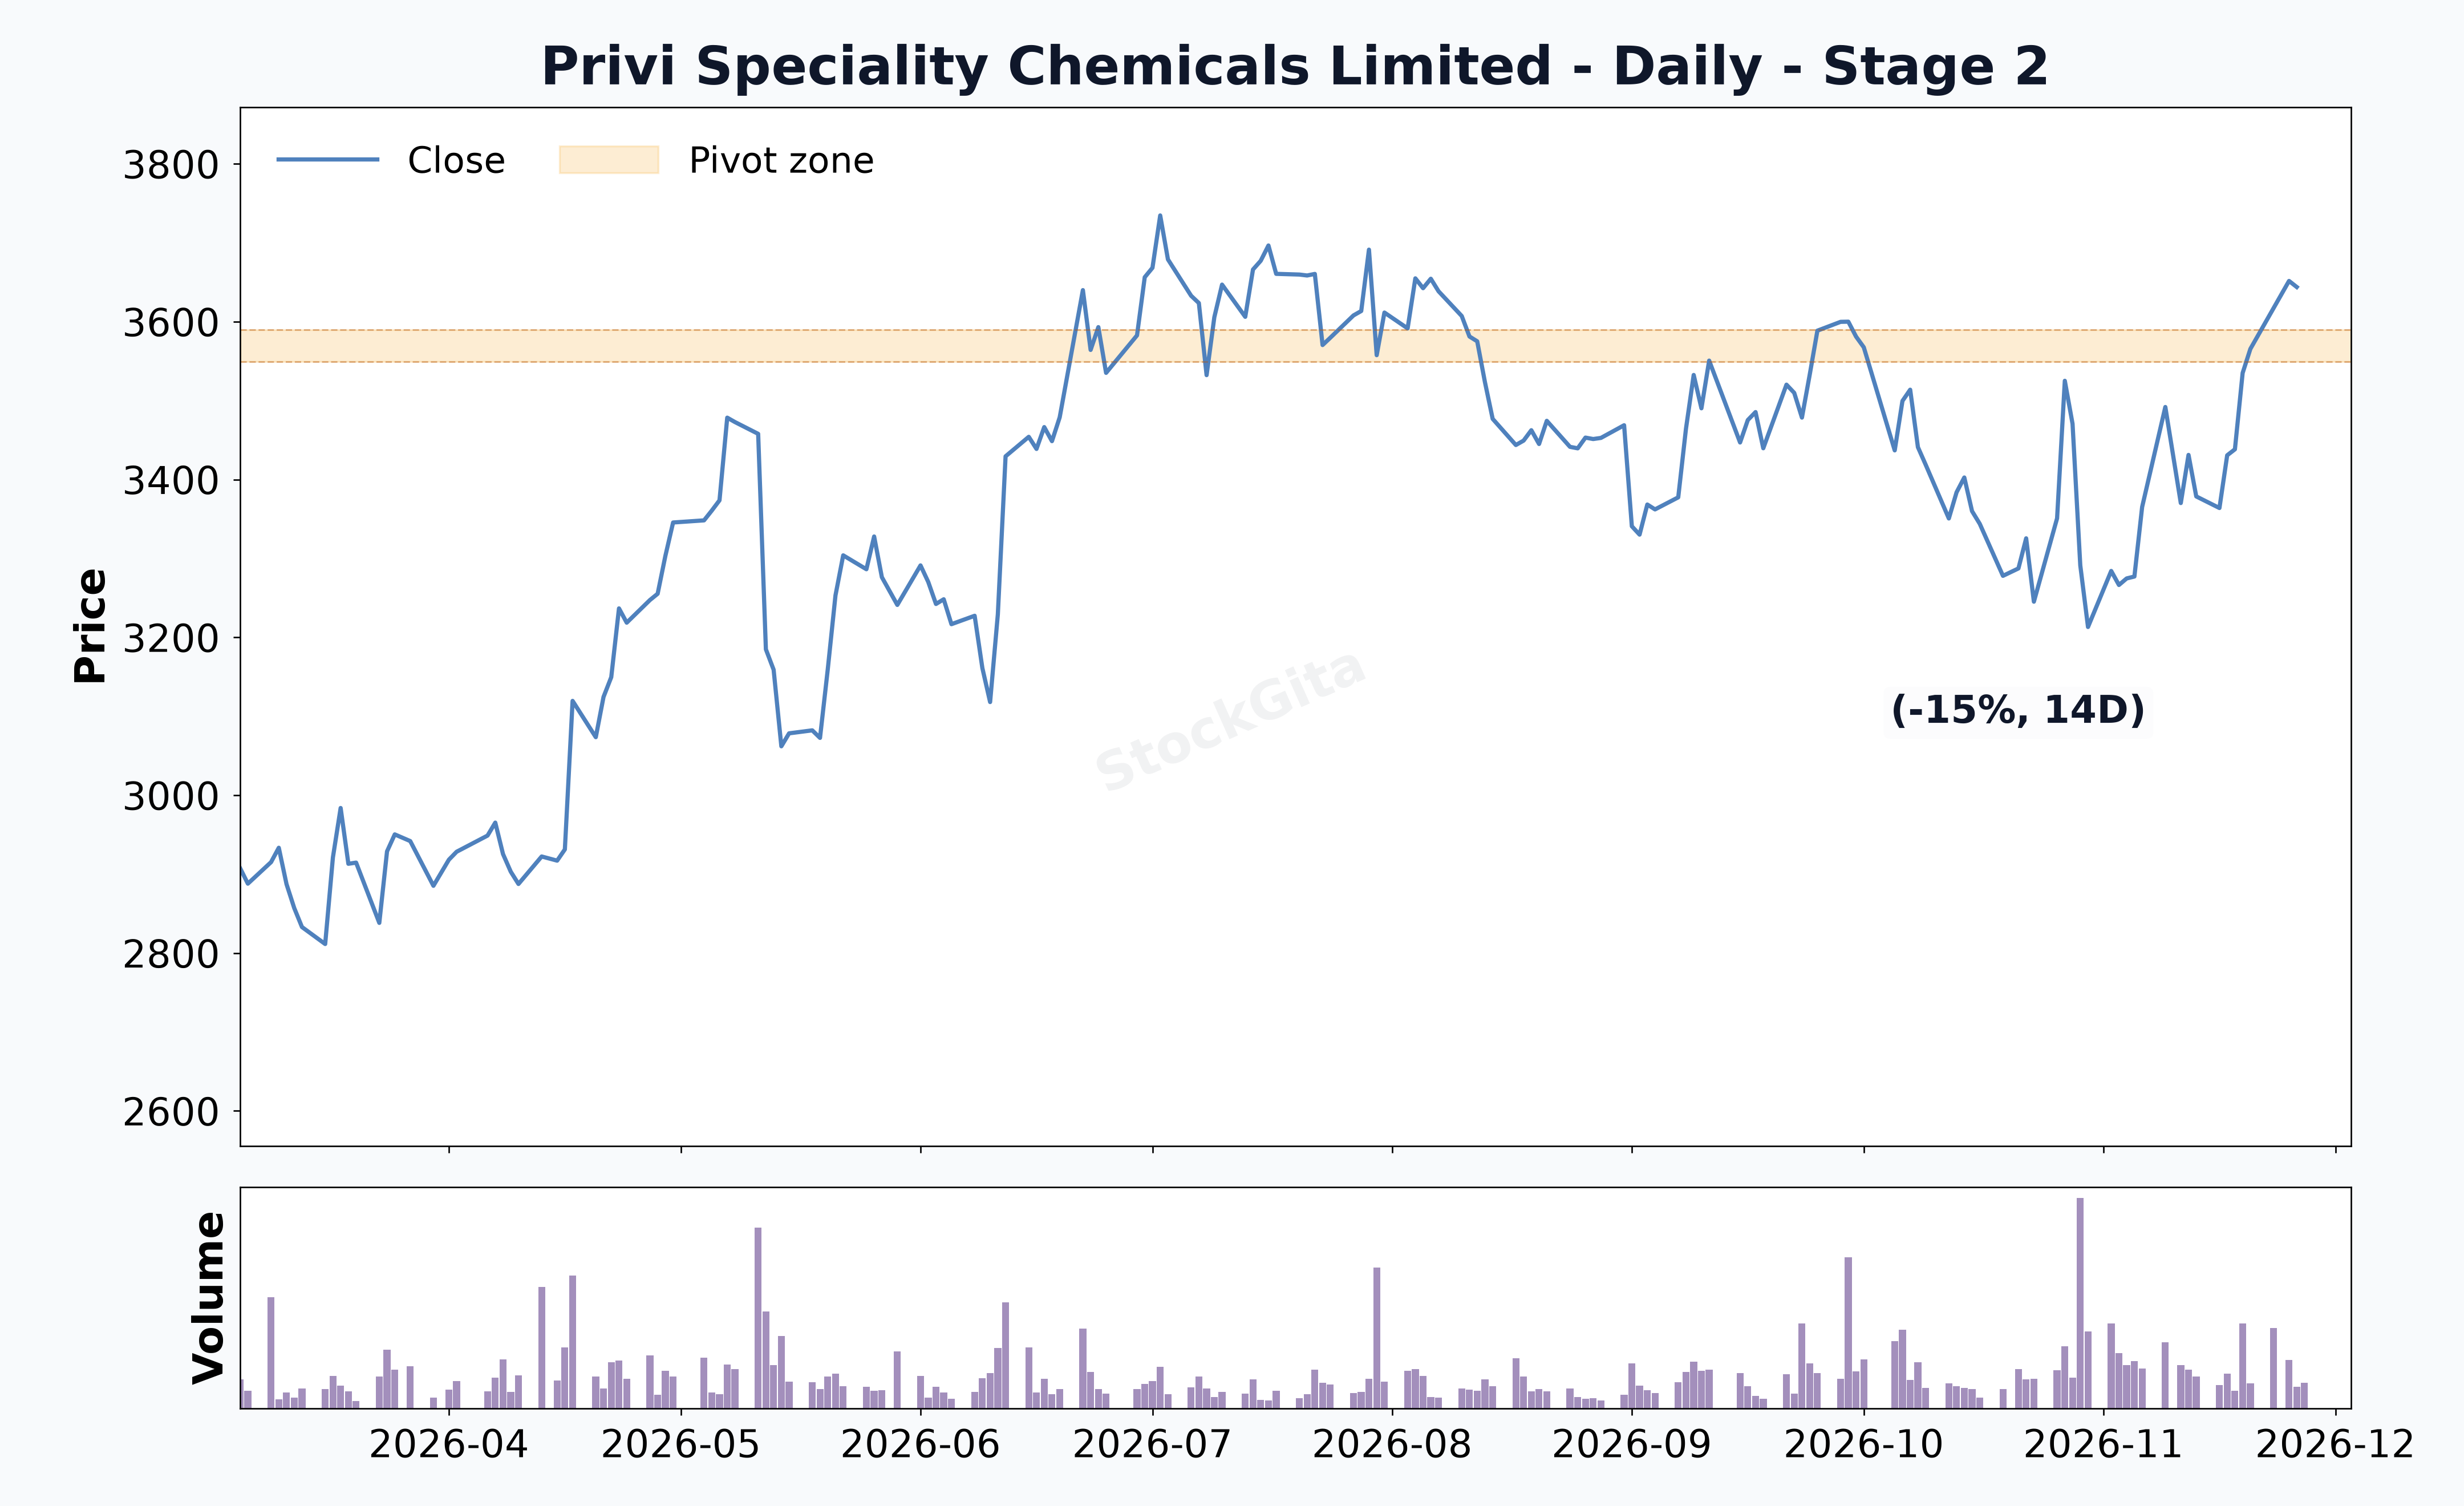 Privi Speciality Chemicals Limited - Daily - Stage 2
Close
Pivot zone
Price
3800
3600
3400
3200
3000
2800
2600
StockGita
(-15%, 14D)
Volume
2026-04
2026-05
2026-06
2026-07
2026-08
2026-09
2026-10
2026-11
2026-12